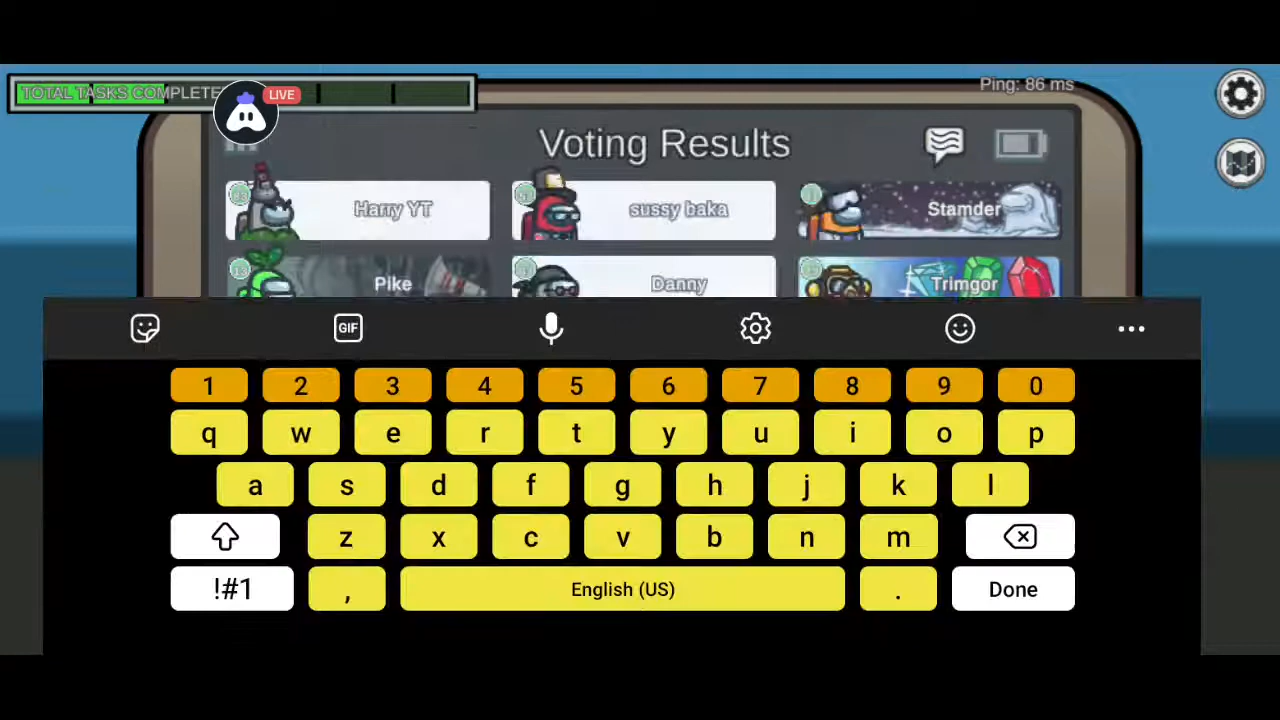 TOTAL TASKS COMPLETE
LIVE
Ping: 86 ms
Voting Results
Harry YT
sussy baka
Stamder
Pike
Danny
Trimgor
GIF
1 2 3 4 5 6 7 8 9 0
q w e r t y u i o p
a s d f g h j k l
z x c v b n m
!#1 , English (US) . Done